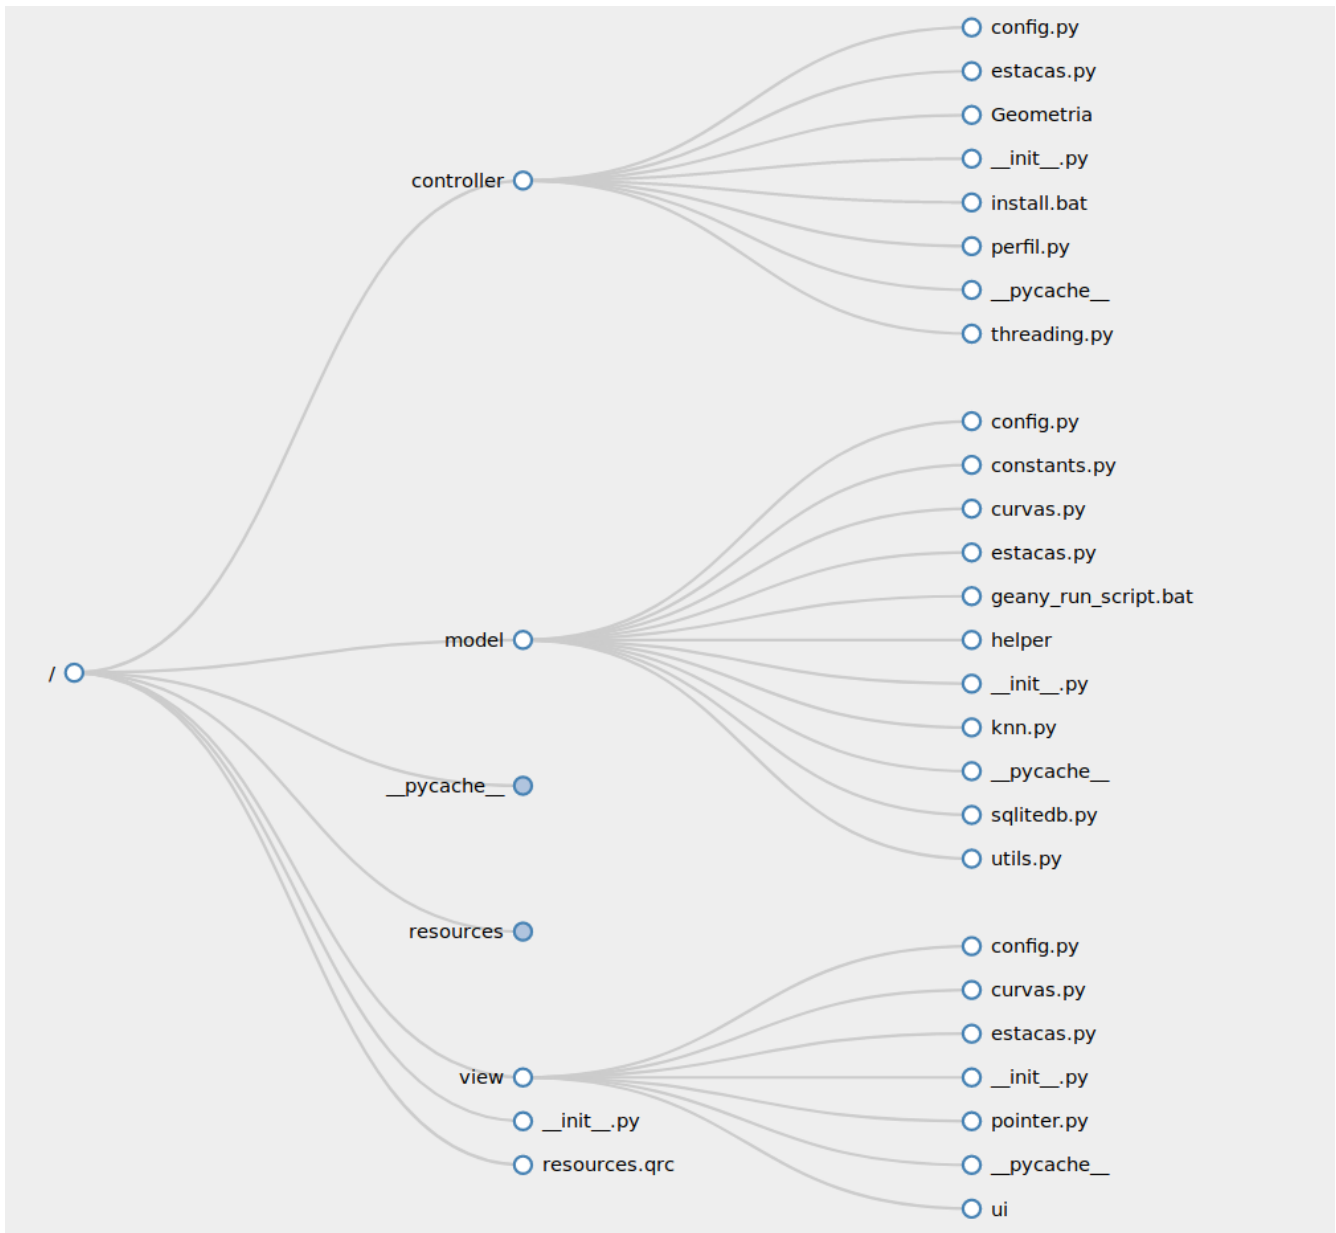 /
controller
config.py
estacas.py
Geometria
__init__.py
install.bat
perfil.py
__pycache__
threading.py
model
config.py
constants.py
curvas.py
estacas.py
geany_run_script.bat
helper
__init__.py
knn.py
__pycache__
sqlitedb.py
utils.py
__pycache__
resources
view
config.py
curvas.py
estacas.py
__init__.py
pointer.py
__pycache__
ui
__init__.py
resources.qrc